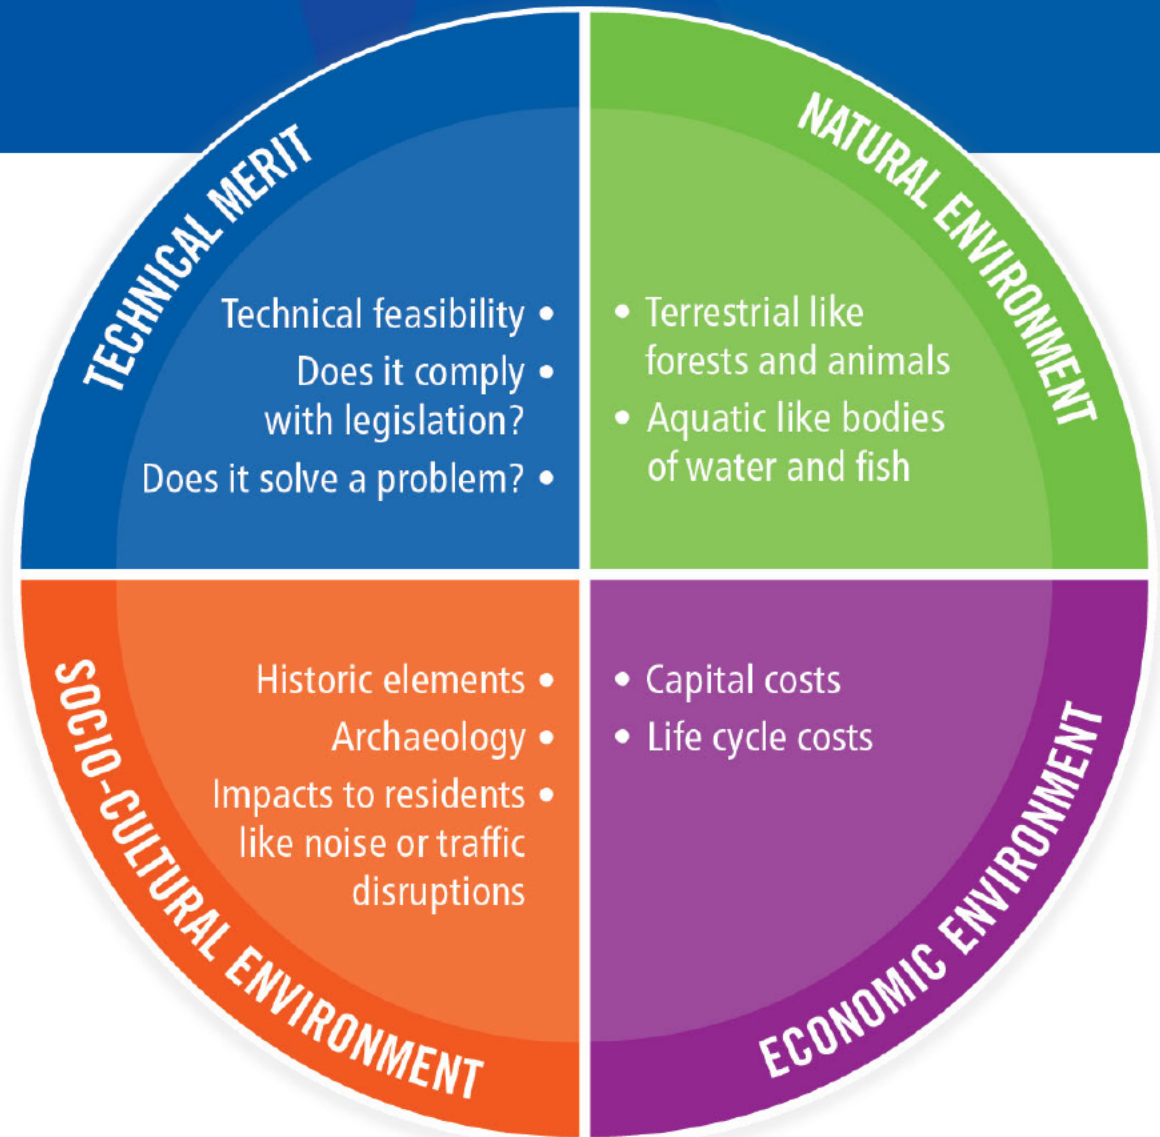 TECHNICAL MERIT
Technical feasibility •
Does it comply •
with legislation?
Does it solve a problem? •
NATURAL ENVIRONMENT
• Terrestrial like
forests and animals
• Aquatic like bodies
of water and fish
SOCIO-CULTURAL ENVIRONMENT
Historic elements •
Archaeology •
Impacts to residents •
like noise or traffic
disruptions
ECONOMIC ENVIRONMENT
• Capital costs
• Life cycle costs